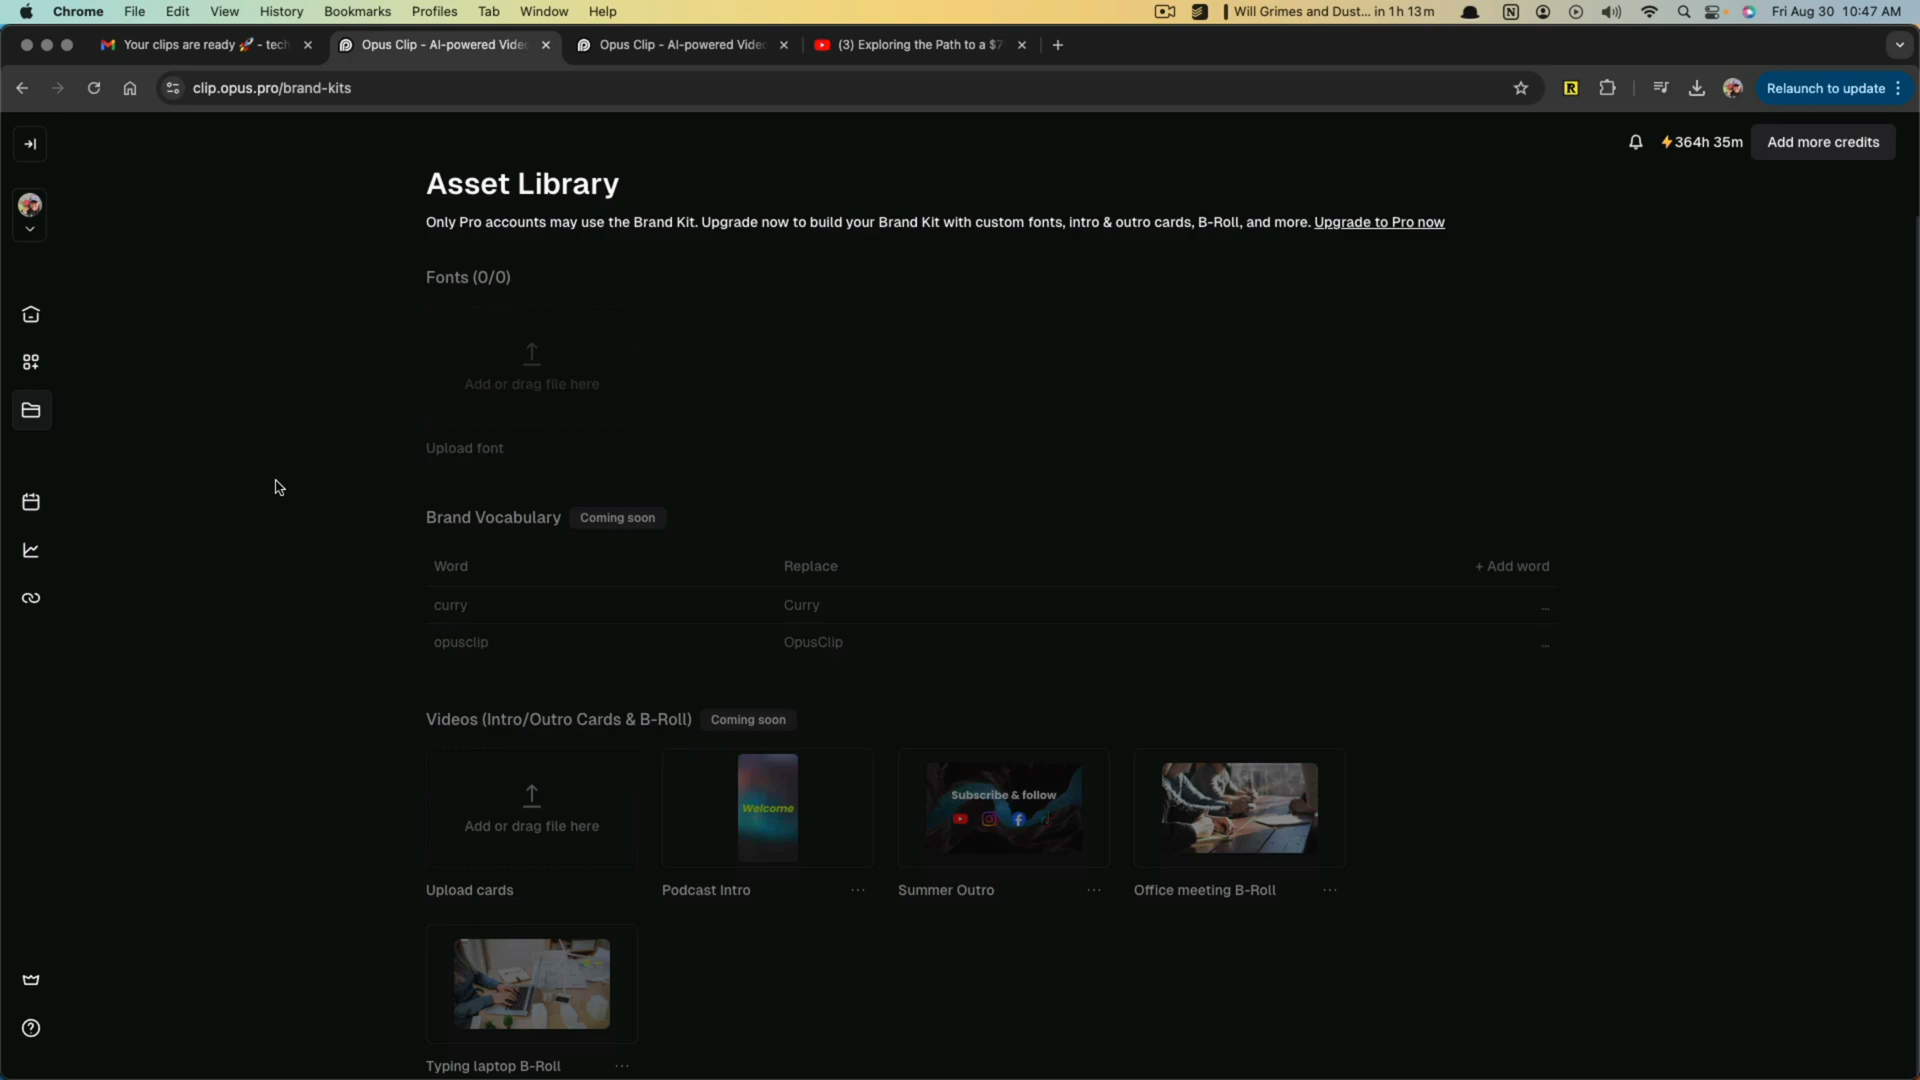 Chrome File Edit View History Bookmarks Profiles Tab Window Help
Will Grimes and Dust... in 1h 13m
Fri Aug 30 10:47 AM
Your clips are ready 🚀 - tech
Opus Clip - AI-powered Video
Opus Clip - AI-powered Video
(3) Exploring the Path to a $7
clip.opus.pro/brand-kits
Relaunch to update
364h 35m
Add more credits
Asset Library
Only Pro accounts may use the Brand Kit. Upgrade now to build your Brand Kit with custom fonts, intro & outro cards, B-Roll, and more. Upgrade to Pro now
Fonts (0/0)
Add or drag file here
Upload font
Brand Vocabulary Coming soon
Word Replace + Add word
curry Curry ...
opusclip OpusClip ...
Videos (Intro/Outro Cards & B-Roll) Coming soon
Add or drag file here
Welcome
Subscribe & follow
Upload cards
Podcast Intro ...
Summer Outro ...
Office meeting B-Roll ...
Typing laptop B-Roll ...